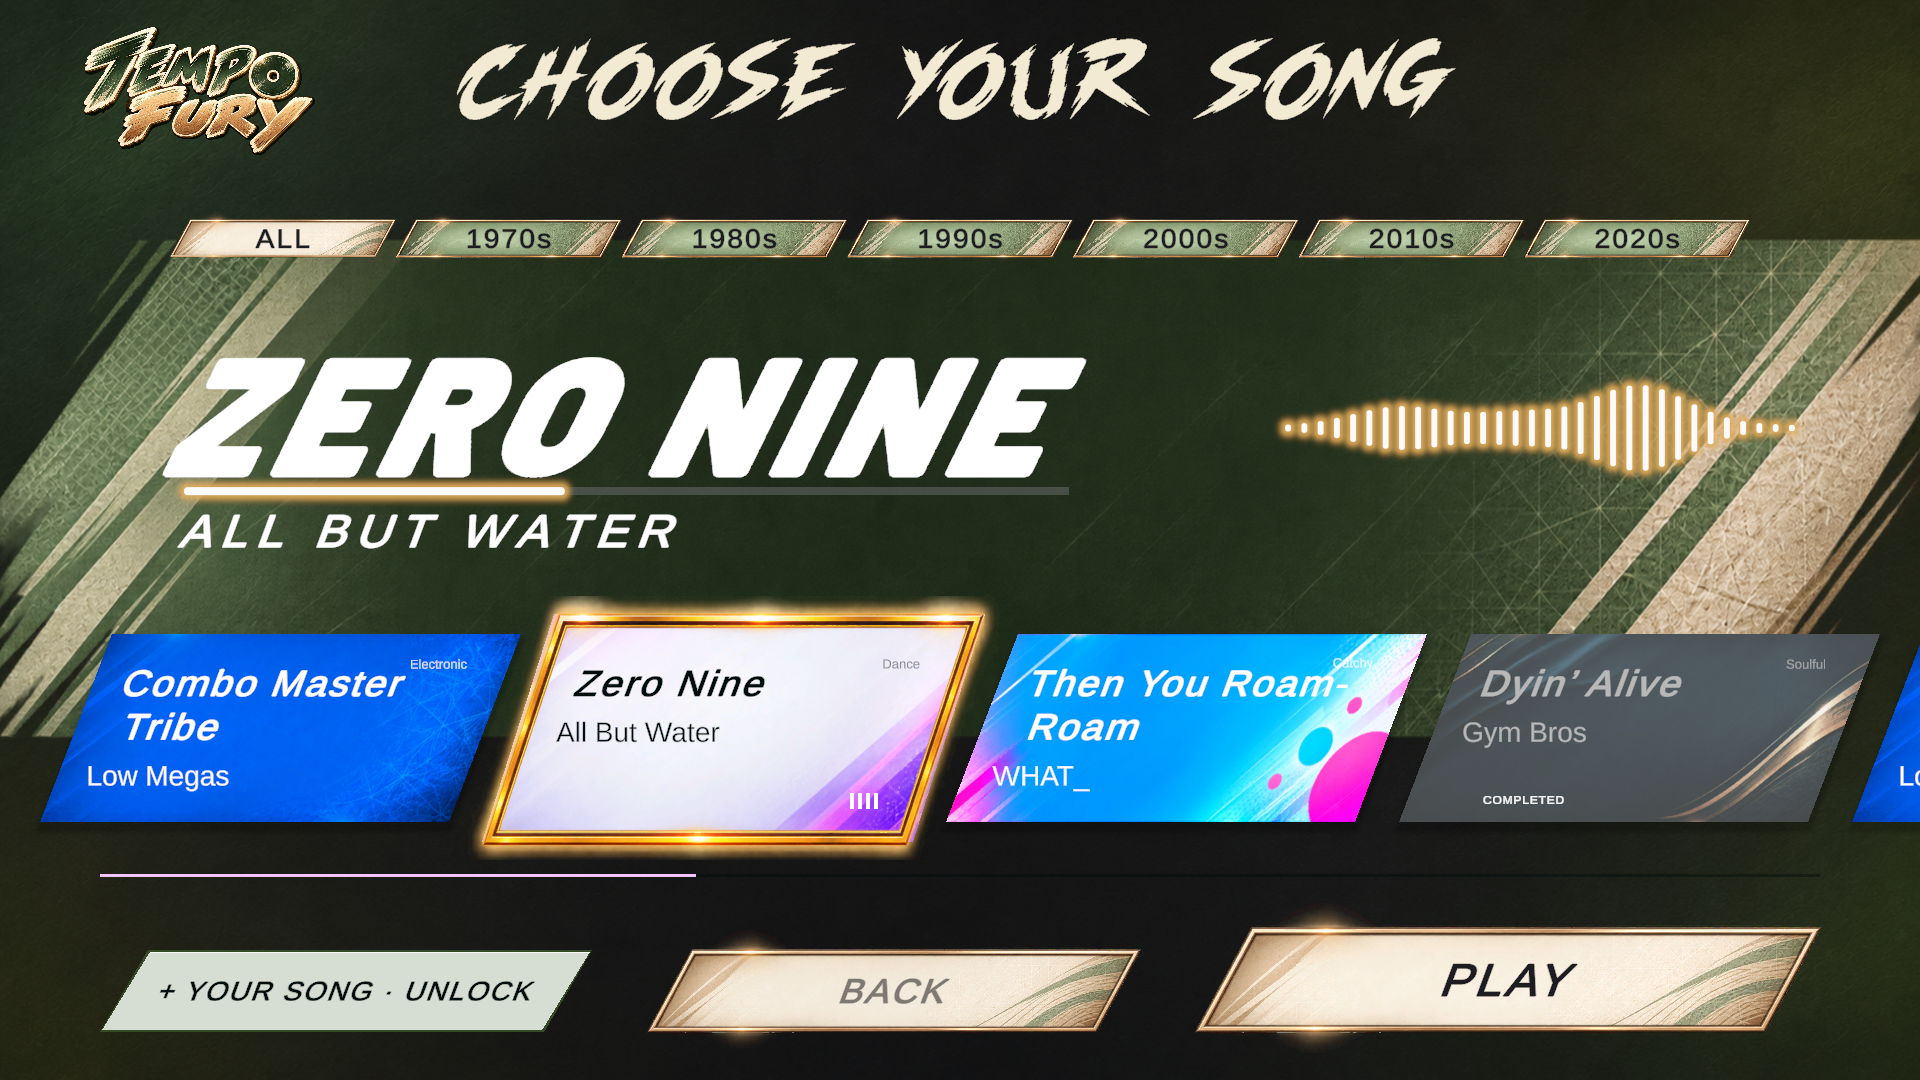 TEMPO
FURY
CHOOSE YOUR SONG
ALL
1970s
1980s
1990s
2000s
2010s
2020s
ZERO NINE
ALL BUT WATER
Electronic
Combo Master
Tribe
Low Megas
Dance
Zero Nine
All But Water
Catchy
Then You Roam-
Roam
WHAT_
Soulful
Dyin’ Alive
Gym Bros
COMPLETED
+ YOUR SONG · UNLOCK
BACK
PLAY